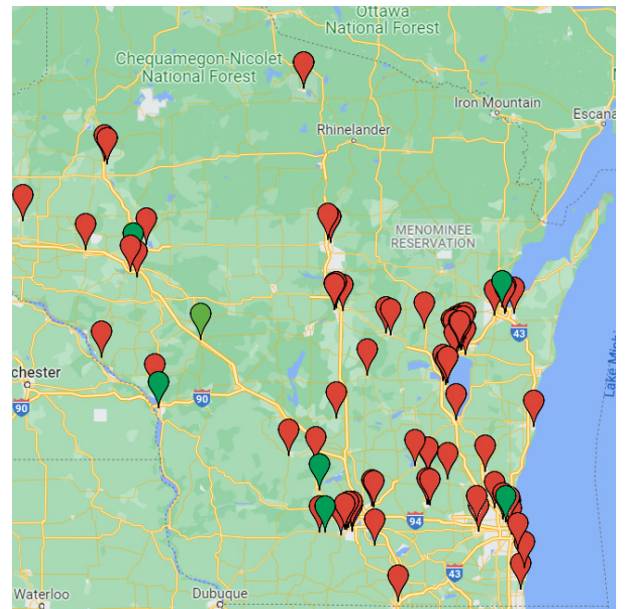 Ottawa
National Forest
Chequamegon-Nicolet
National Forest
Iron Mountain
Escana
Rhinelander
MENOMINEE
RESERVATION
43
Lake Mich
chester
90
90
94
43
Waterloo
Dubuque